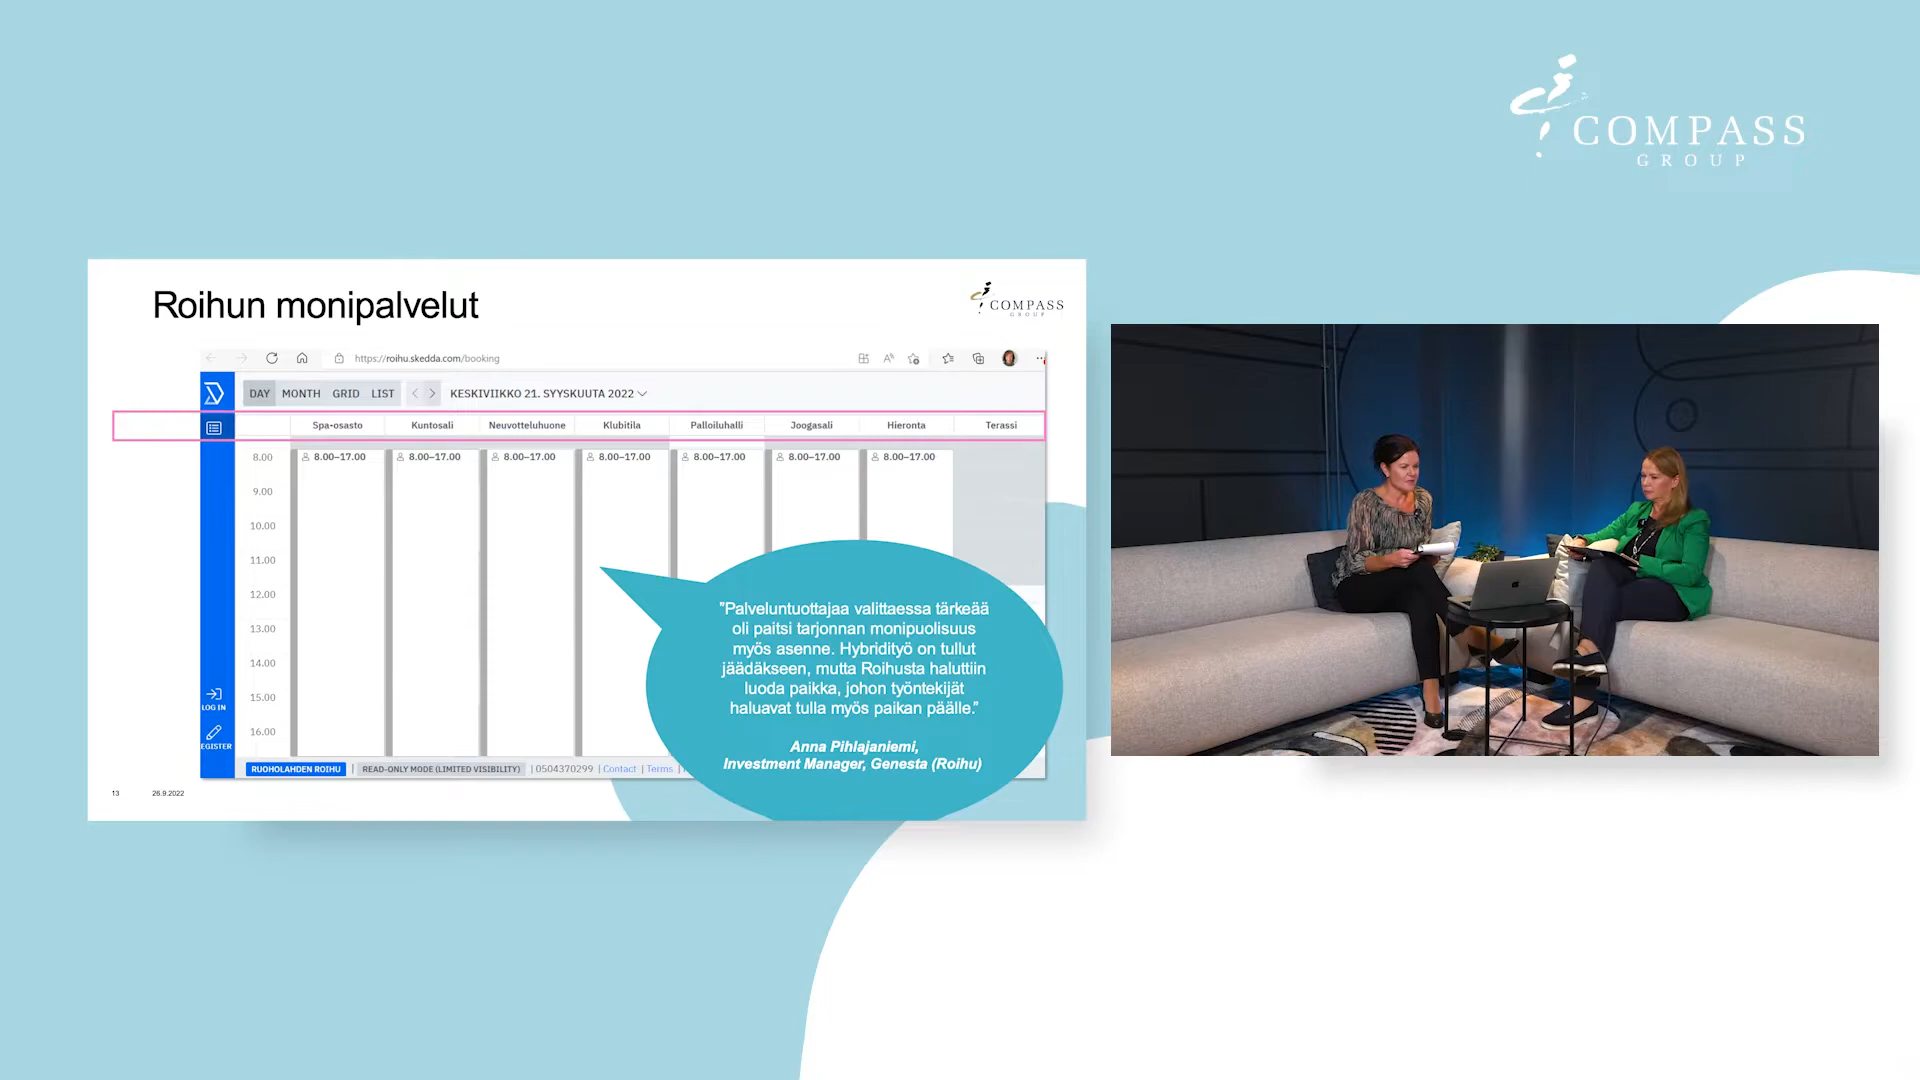 COMPASS
GROUP
Roihun monipalvelut
COMPASS
GROUP
https://roihu.skedda.com/booking
DAY MONTH GRID LIST KESKIVIIKKO 21. SYYSKUUTA 2022
Spa-osasto Kuntosali Neuvotteluhuone Klubitila Palloiluhalli Joogasali Hieronta Terassi
8.00 8.00–17.00 8.00–17.00 8.00–17.00 8.00–17.00 8.00–17.00 8.00–17.00 8.00–17.00
9.00
10.00
11.00
12.00
13.00
14.00
15.00
16.00
LOG IN
EGISTER
"Palveluntuottajaa valittaessa tärkeää
oli paitsi tarjonnan monipuolisuus
myös asenne. Hybridityö on tullut
jäädäkseen, mutta Roihusta haluttiin
luoda paikka, johon työntekijät
haluavat tulla myös paikan päälle."
Anna Pihlajaniemi,
Investment Manager, Genesta (Roihu)
RUOHOLAHDEN ROIHU | READ-ONLY MODE (LIMITED VISIBILITY) | 0504370299 | Contact | Terms |
13 26.9.2022